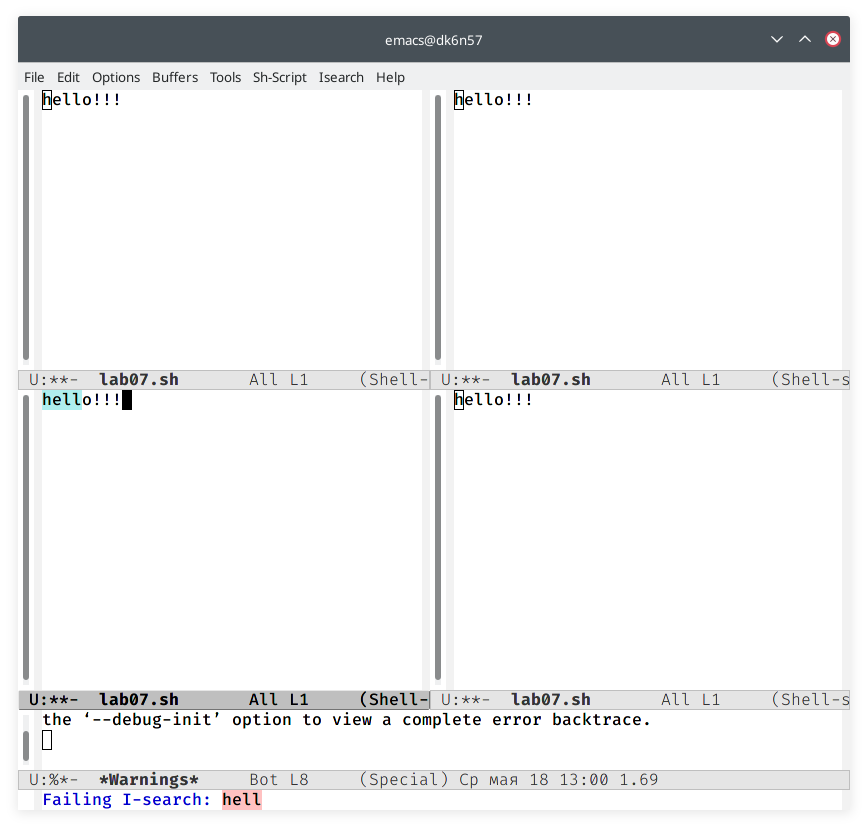 emacs@dk6n57
File Edit Options Buffers Tools Sh-Script Isearch Help
hello!!!
hello!!!
U:**- lab07.sh All L1 (Shell-
U:**- lab07.sh All L1 (Shell-s
hello!!!
hello!!!
U:**- lab07.sh All L1 (Shell-
U:**- lab07.sh All L1 (Shell-s
the ‘--debug-init’ option to view a complete error backtrace.
U:%*- *Warnings* Bot L8 (Special) Ср мая 18 13:00 1.69
Failing I-search: hell